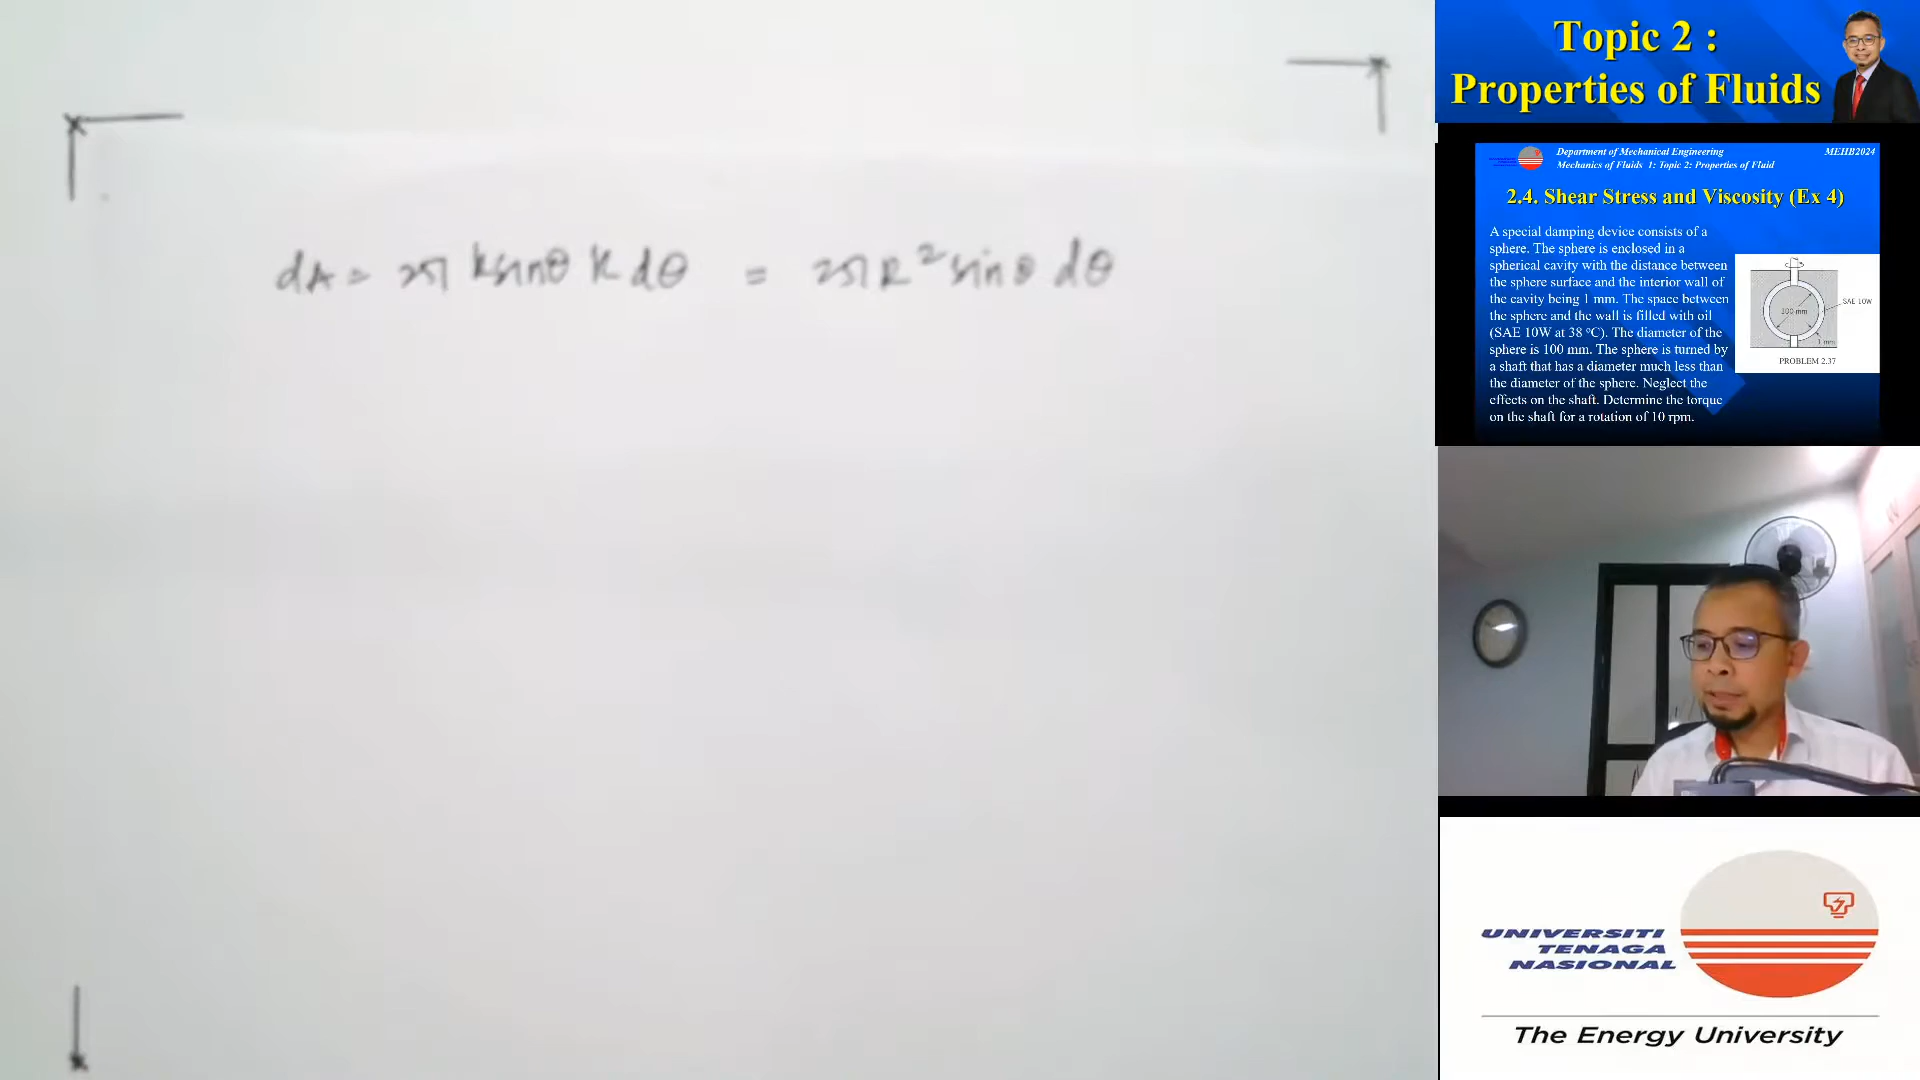 dA = 2π R sinθ R dθ = 2π R² sinθ dθ
Topic 2 :
Properties of Fluids
Department of Mechanical Engineering
MEHB2024
Mechanics of Fluids 1: Topic 2: Properties of Fluid
2.4. Shear Stress and Viscosity (Ex 4)
A special damping device consists of a
sphere. The sphere is enclosed in a
spherical cavity with the distance between
the sphere surface and the interior wall of
the cavity being 1 mm. The space between
the sphere and the wall is filled with oil
(SAE 10W at 38 °C). The diameter of the
sphere is 100 mm. The sphere is turned by
a shaft that has a diameter much less than
the diameter of the sphere. Neglect the
effects on the shaft. Determine the torque
on the shaft for a rotation of 10 rpm.
SAE 10W
100 mm
1 mm
PROBLEM 2.37
UNIVERSITI
TENAGA
NASIONAL
The Energy University